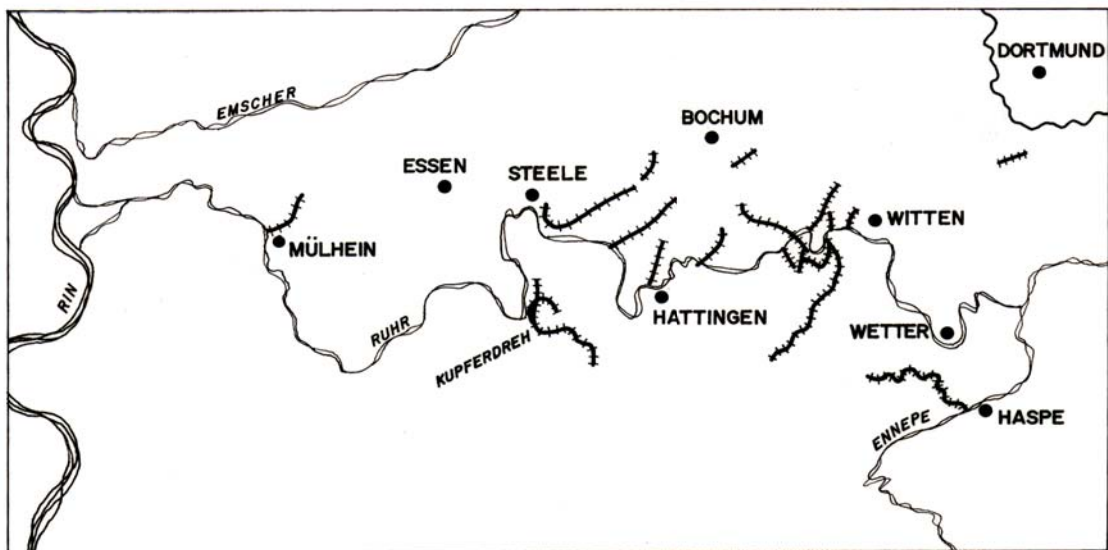 DORTMUND
EMSCHER
BOCHUM
ESSEN
STEELE
WITTEN
MÜLHEIN
RIN
RUHR
HATTINGEN
KUPFERDREH
WETTER
ENNEPE
HASPE